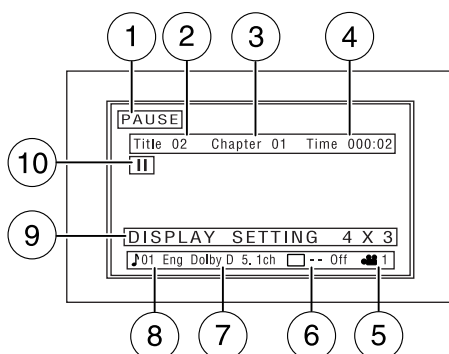 1 2 3 4
PAUSE
Title 02 Chapter 01 Time 000:02
10
9 DISPLAY SETTING 4 X 3
♪01 Eng Dolby D 5. 1ch -- Off 1
8 7 6 5